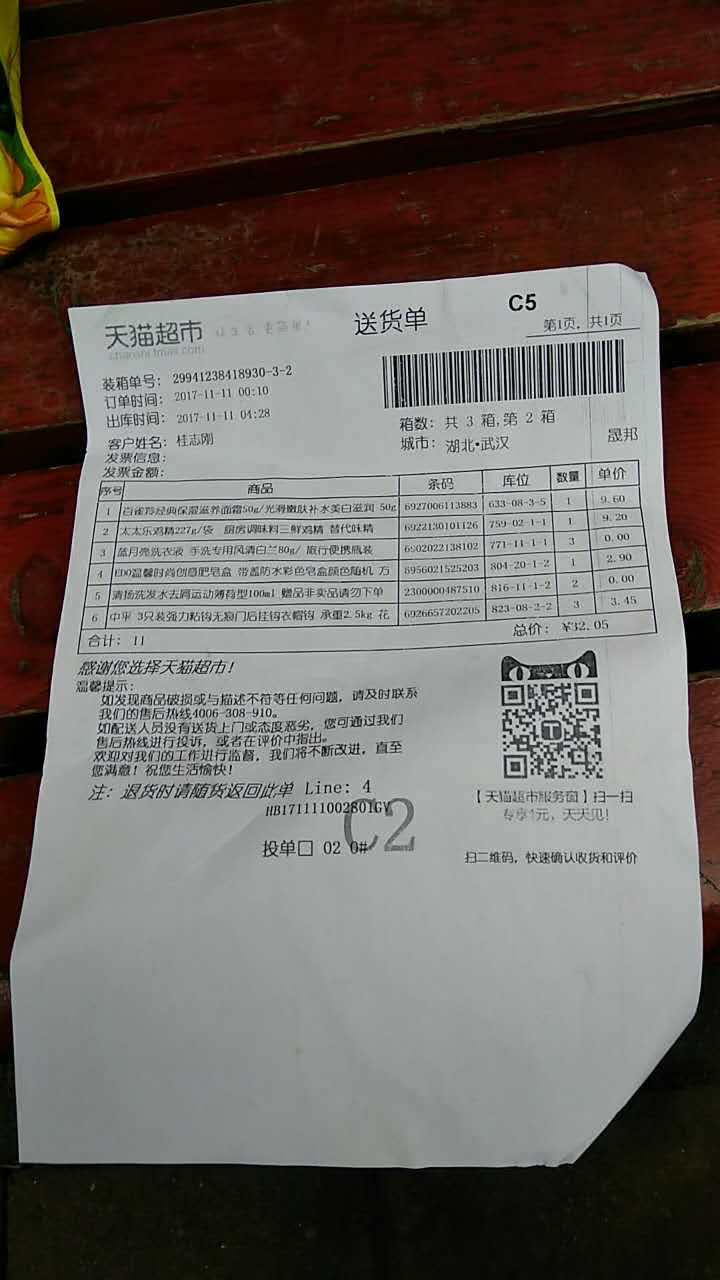 C5
天猫超市
送货单
第1页, 共1页
chaoshi.tmall.com
装箱单号: 29941238418930-3-2
订单时间: 2017-11-11 00:10
出库时间: 2017-11-11 04:28
箱数: 共 3 箱,第 2 箱
客户姓名: 桂志刚
城市: 湖北•武汉
晟邦
发票信息:
发票金额:
序号 商品 条码 库位 数量 单价
1 百雀羚经典保湿滋养面霜50g/光滑嫩肤补水美白滋润 50g 6927006113883 633-08-3-5 1 9.60
2 太太乐鸡精227g/袋 厨房调味料三鲜鸡精 替代味精 6922130101126 759-02-1-1 1 9.20
3 蓝月亮洗衣液 手洗专用风清白兰80g/ 旅行便携瓶装 6902022138102 771-11-1-1 3 0.00
4 EDO温馨时尚创意肥皂盒 带盖防水彩色皂盒颜色随机 方 6956021525203 804-20-1-2 1 2.90
5 清扬洗发水去屑运动薄荷型100ml 赠品非卖品请勿下单 2300000487510 816-11-1-2 2 0.00
6 中平 3只装强力粘钩无痕门后挂钩衣帽钩 承重2.5kg 花 6926657202205 823-08-2-2 3 3.45
合计: 11
总价: ¥32.05
感谢您选择天猫超市!
温馨提示:
如发现商品破损或与描述不符等任何问题, 请及时联系
我们的售后热线4006-308-910。
如配送人员没有送货上门或态度恶劣, 您可通过我们
售后热线进行投诉, 或者在评价中指出。
欢迎对我们的工作进行监督, 我们将不断改进, 直至
您满意! 祝您生活愉快!
注: 退货时请随货返回此单 Line: 4
HB171111002801GV
C2
投单口 02 0#
【天猫超市服务窗】扫一扫
专享1元, 天天见!
扫二维码, 快速确认收货和评价